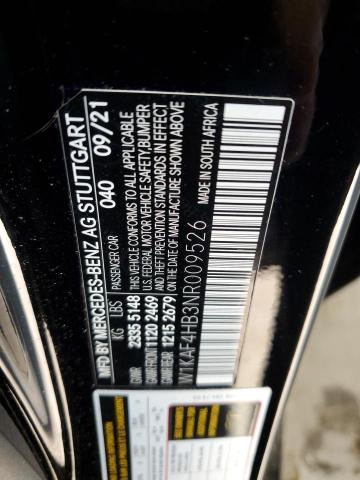 MFD BY MERCEDES-BENZ AG STUTTGART
PASSENGER CAR 040 09/21
KG LBS THIS VEHICLE CONFORMS TO ALL APPLICABLE
GVWR 2335 5148 U.S. FEDERAL MOTOR VEHICLE SAFETY, BUMPER,
GAWR FRONT 1120 2469 AND THEFT PREVENTION STANDARDS IN EFFECT
GAWR REAR 1215 2679 ON THE DATE OF MANUFACTURE SHOWN ABOVE
W1KAF4HB3NR009526 MADE IN SOUTH AFRICA